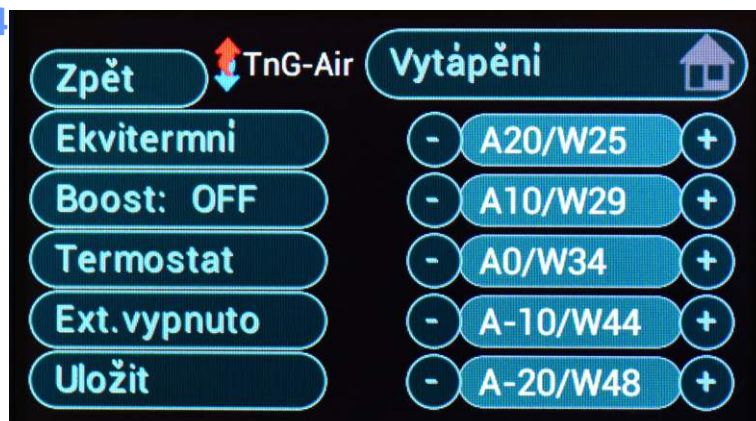 4
Zpět TnG-Air Vytápění
Ekvitermní - A20/W25 +
Boost: OFF - A10/W29 +
Termostat - A0/W34 +
Ext.vypnuto - A-10/W44 +
Uložit - A-20/W48 +